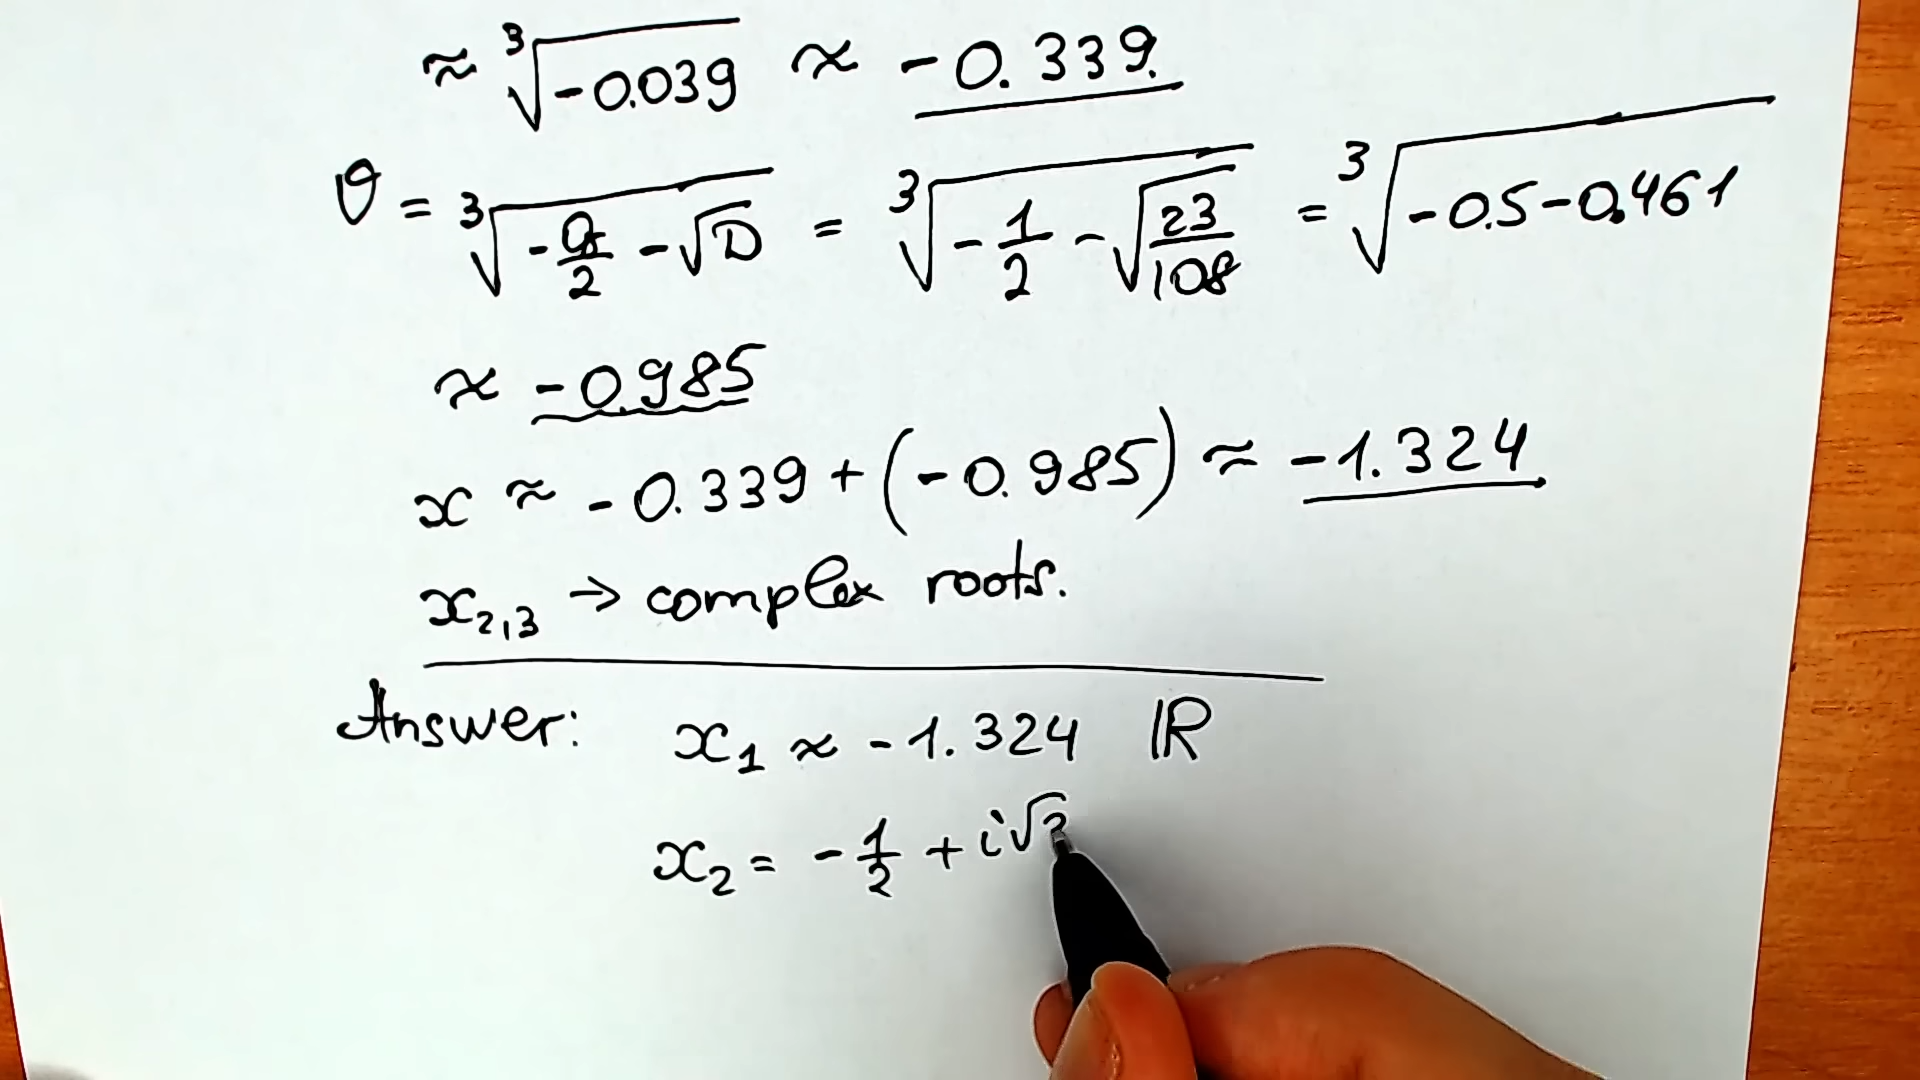 ≈ ∛(-0.039) ≈ -0.339.
υ = ∛(-q/2 - √D) = ∛(-1/2 - √(23/108)) = ∛(-0.5-0.461
≈ -0.985
x ≈ -0.339 + (-0.985) ≈ -1.324
x₂,₃ → complex roots.
Answer: x₁ ≈ -1.324 ℝ
x₂ = -1/2 + i√